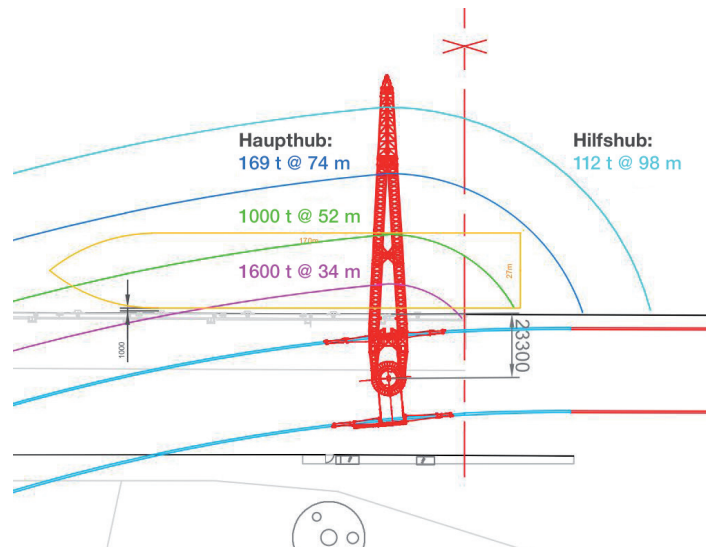 Haupthub:
169 t @ 74 m
Hilfshub:
112 t @ 98 m
1000 t @ 52 m
170m
1600 t @ 34 m
27m
1000
23300